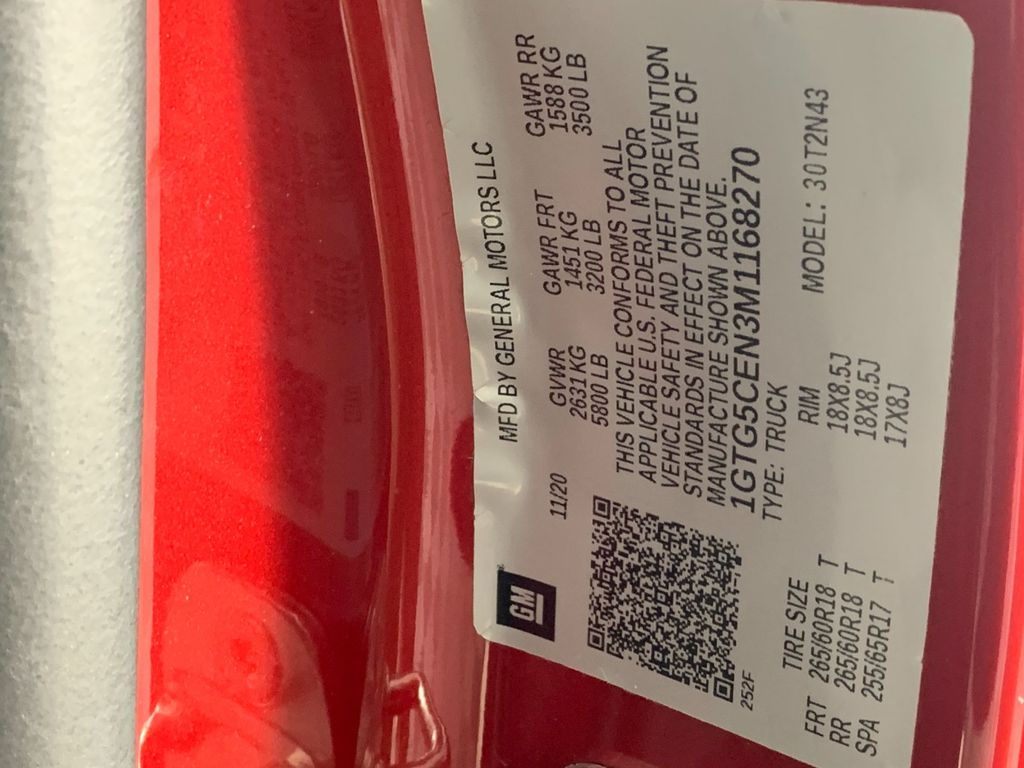 GM
MFD BY GENERAL MOTORS LLC
11/20
GVWR GAWR FRT GAWR RR
2631 KG 1451 KG 1588 KG
5800 LB 3200 LB 3500 LB
THIS VEHICLE CONFORMS TO ALL
APPLICABLE U.S. FEDERAL MOTOR
VEHICLE SAFETY AND THEFT PREVENTION
STANDARDS IN EFFECT ON THE DATE OF
MANUFACTURE SHOWN ABOVE.
1GTG5CEN3M1168270
252F
TYPE: TRUCK
MODEL: 30T2N43
TIRE SIZE RIM
FRT 265/60R18 T 18X8.5J
RR 265/60R18 T 18X8.5J
SPA 255/65R17 T 17X8J